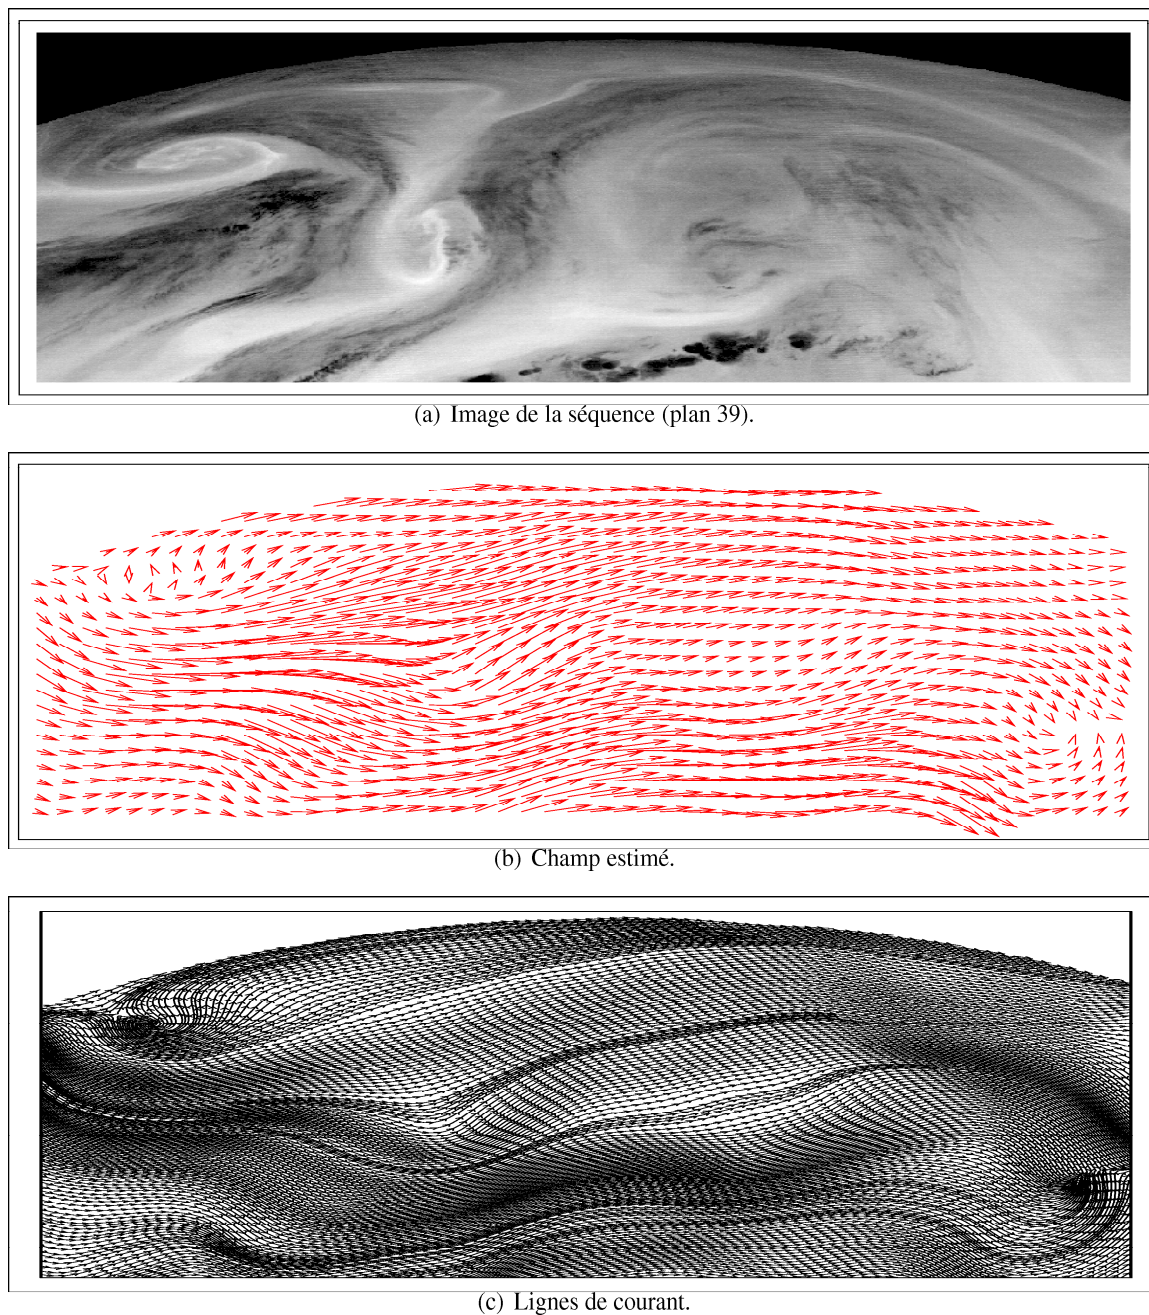 (a) Image de la séquence (plan 39).
(b) Champ estimé.
(c) Lignes de courant.